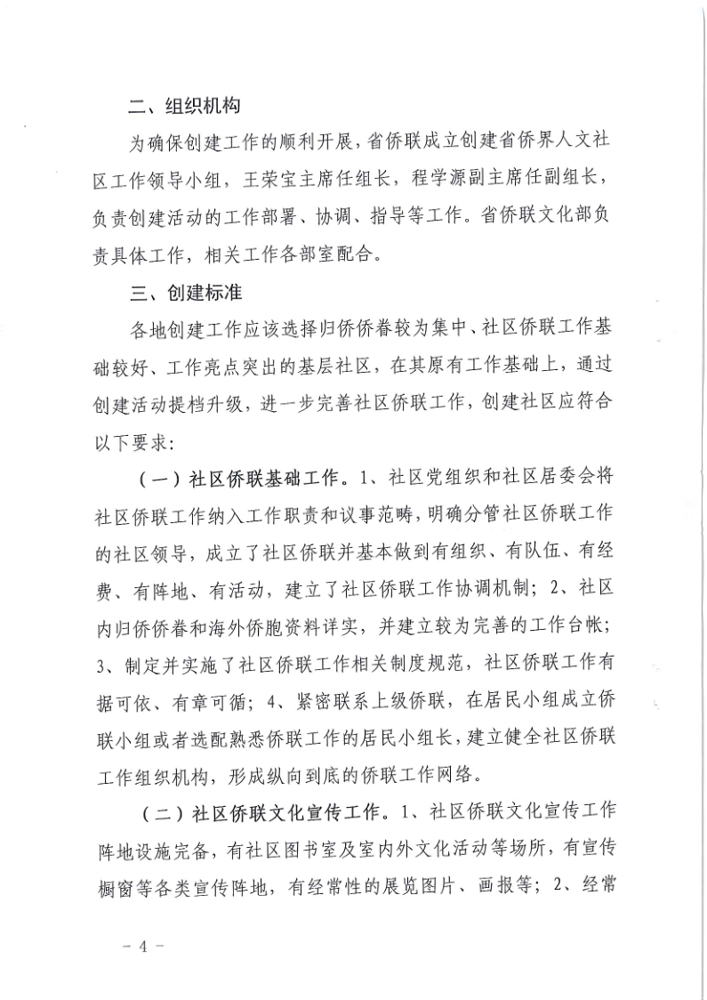 二、组织机构
为确保创建工作的顺利开展，省侨联成立创建省侨界人文社
区工作领导小组，王荣宝主席任组长，程学源副主席任副组长，
负责创建活动的工作部署、协调、指导等工作。省侨联文化部负
责具体工作，相关工作各部室配合。
三、创建标准
各地创建工作应该选择归侨侨眷较为集中、社区侨联工作基
础较好、工作亮点突出的基层社区，在其原有工作基础上，通过
创建活动提档升级，进一步完善社区侨联工作，创建社区应符合
以下要求：
（一）社区侨联基础工作。1、社区党组织和社区居委会将
社区侨联工作纳入工作职责和议事范畴，明确分管社区侨联工作
的社区领导，成立了社区侨联并基本做到有组织、有队伍、有经
费、有阵地、有活动，建立了社区侨联工作协调机制；2、社区
内归侨侨眷和海外侨胞资料详实，并建立较为完善的工作台帐；
3、制定并实施了社区侨联工作相关制度规范，社区侨联工作有
据可依、有章可循；4、紧密联系上级侨联，在居民小组成立侨
联小组或者选配熟悉侨联工作的居民小组长，建立健全社区侨联
工作组织机构，形成纵向到底的侨联工作网络。
（二）社区侨联文化宣传工作。1、社区侨联文化宣传工作
阵地设施完备，有社区图书室及室内外文化活动等场所，有宣传
橱窗等各类宣传阵地，有经常性的展览图片、画报等；2、经常
- 4 -